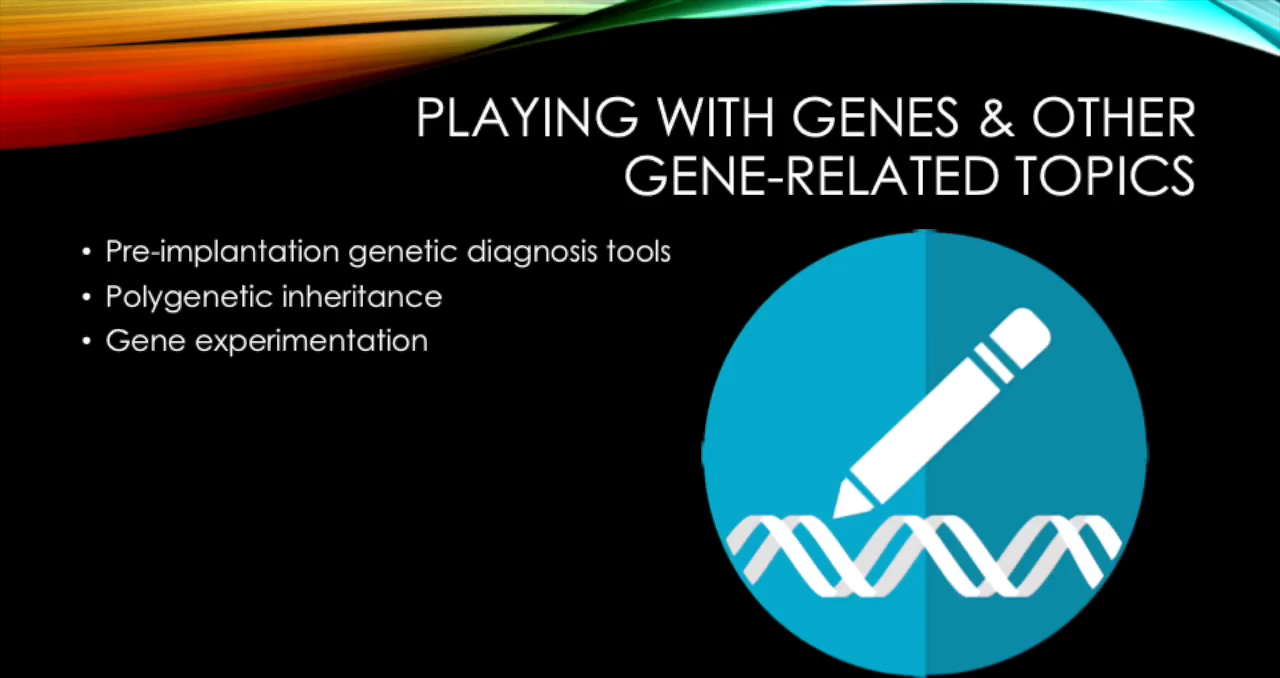 PLAYING WITH GENES & OTHER
GENE-RELATED TOPICS
• Pre-implantation genetic diagnosis tools
• Polygenetic inheritance
• Gene experimentation